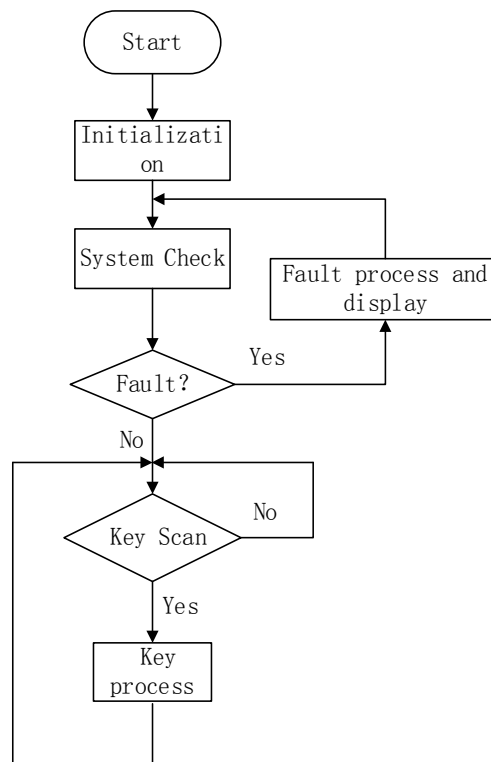 Start
Initializati
on
System Check
Fault process and
display
Yes
Fault?
No
No
Key Scan
Yes
Key
process